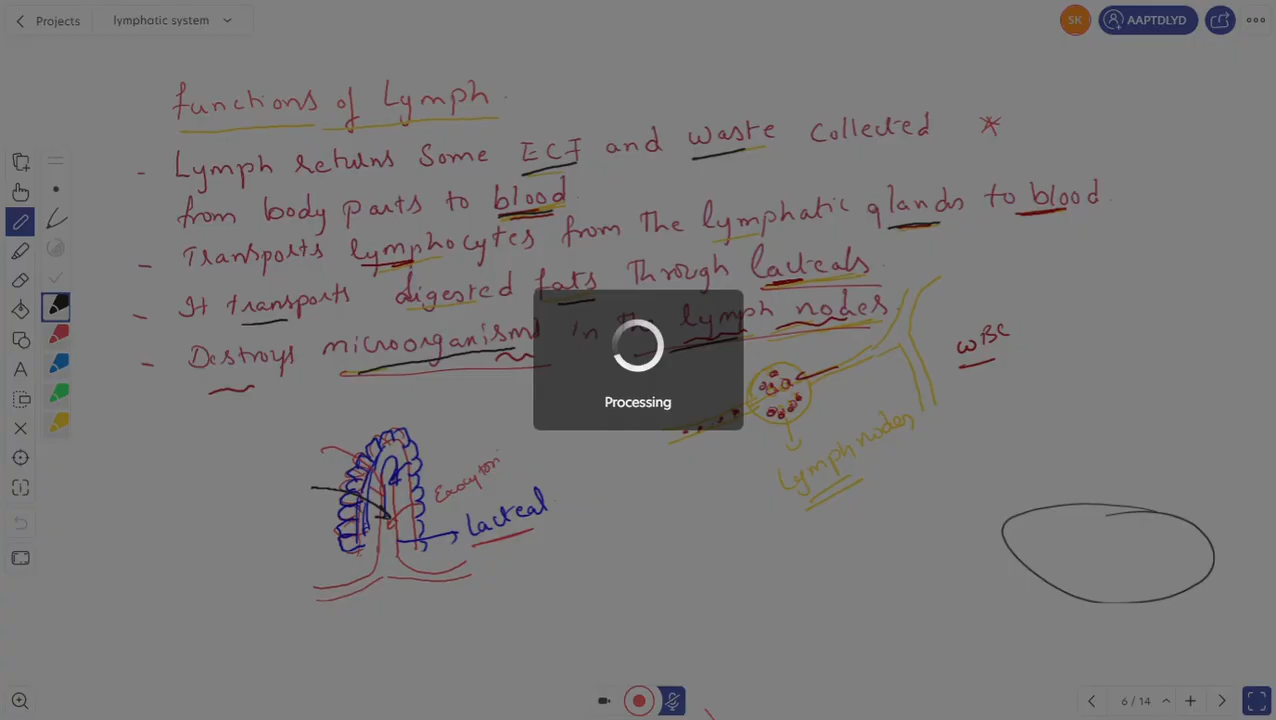 Projects
lymphatic system
SK
AAPTDLYD
functions of Lymph
- Lymph returns some ECF and waste collected *
from body parts to blood
- Transports lymphocytes from the lymphatic glands to blood.
- It transports digested fats through lacteals.
- Destroys microorganisms in the lymph nodes
WBC
Processing
Lymph nodes
Lacteal
6 / 14